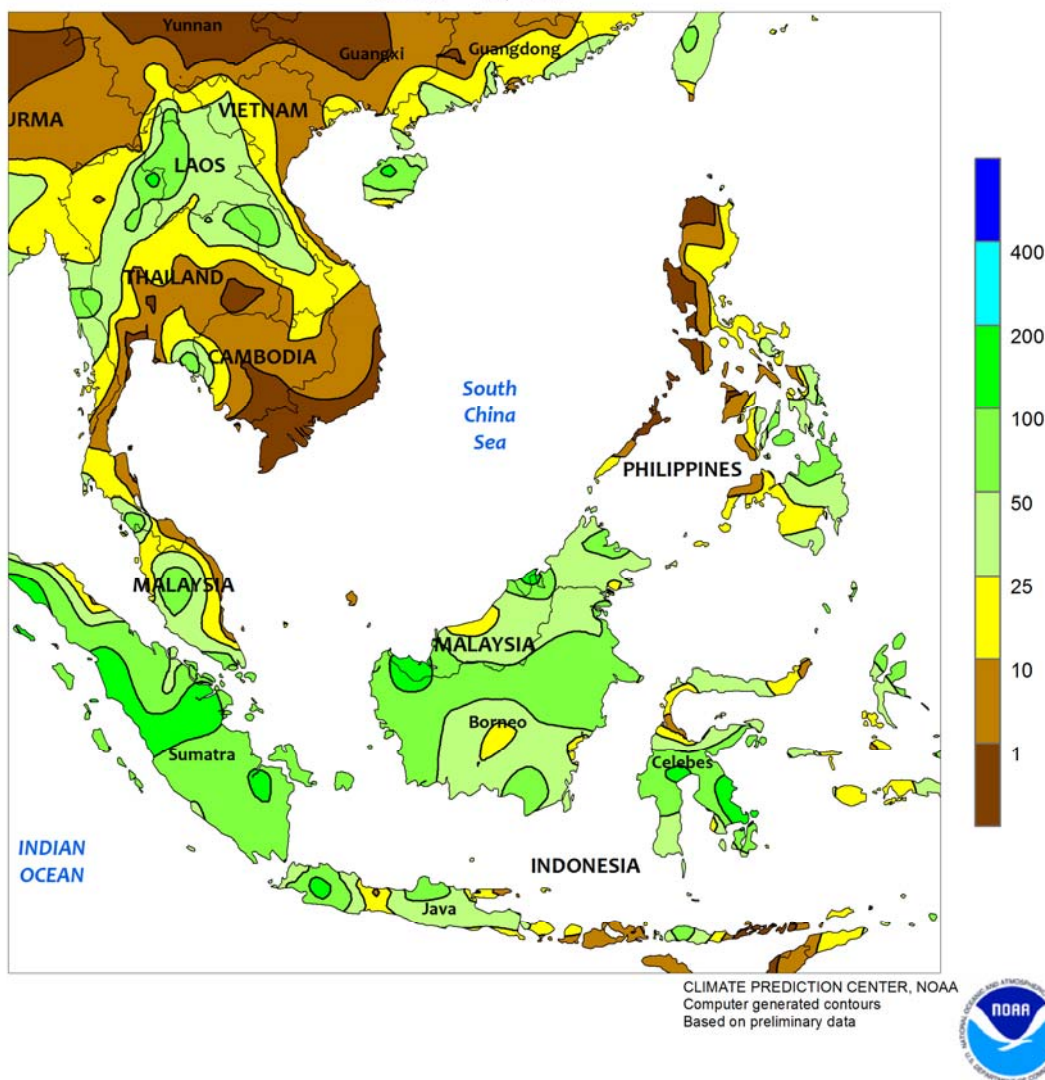 Yunnan
Guangxi
Guangdong
URMA
VIETNAM
LAOS
THAILAND
CAMBODIA
South
China
Sea
PHILIPPINES
MALAYSIA
MALAYSIA
Borneo
Sumatra
Celebes
INDIAN
OCEAN
INDONESIA
Java
400
200
100
50
25
10
1
CLIMATE PREDICTION CENTER, NOAA
Computer generated contours
Based on preliminary data
NOAA